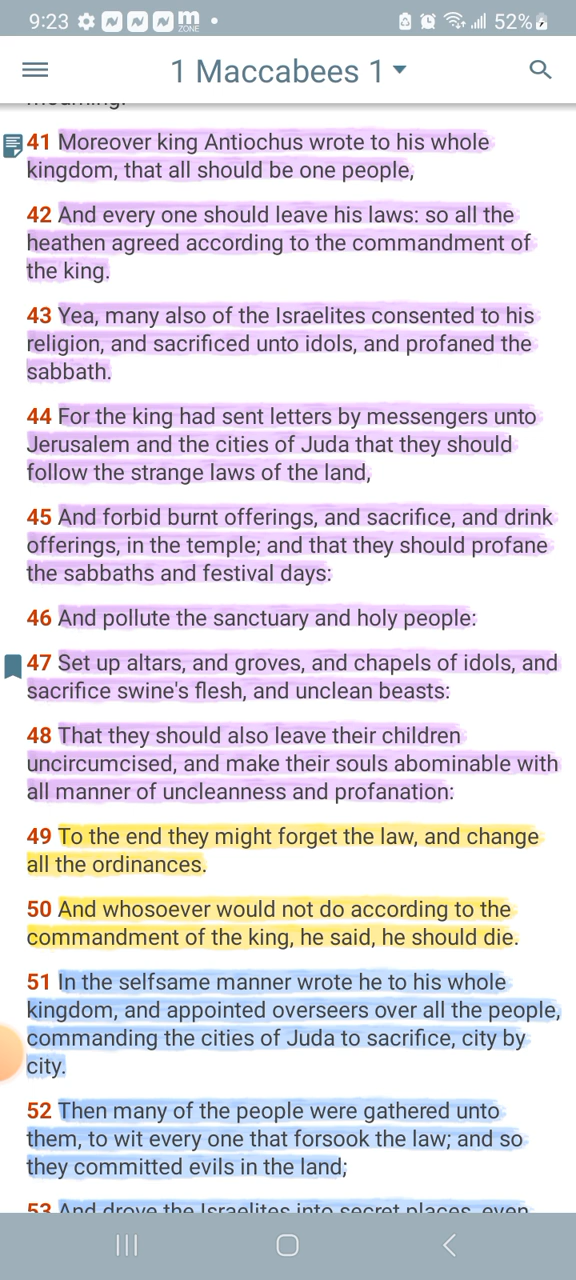 9:23
m
ZONE
52%
1 Maccabees 1
mourning.
41 Moreover king Antiochus wrote to his whole
kingdom, that all should be one people,
42 And every one should leave his laws: so all the
heathen agreed according to the commandment of
the king.
43 Yea, many also of the Israelites consented to his
religion, and sacrificed unto idols, and profaned the
sabbath.
44 For the king had sent letters by messengers unto
Jerusalem and the cities of Juda that they should
follow the strange laws of the land,
45 And forbid burnt offerings, and sacrifice, and drink
offerings, in the temple; and that they should profane
the sabbaths and festival days:
46 And pollute the sanctuary and holy people:
47 Set up altars, and groves, and chapels of idols, and
sacrifice swine's flesh, and unclean beasts:
48 That they should also leave their children
uncircumcised, and make their souls abominable with
all manner of uncleanness and profanation:
49 To the end they might forget the law, and change
all the ordinances.
50 And whosoever would not do according to the
commandment of the king, he said, he should die.
51 In the selfsame manner wrote he to his whole
kingdom, and appointed overseers over all the people,
commanding the cities of Juda to sacrifice, city by
city.
52 Then many of the people were gathered unto
them, to wit every one that forsook the law; and so
they committed evils in the land;
53 And drove the Israelites into secret places, even